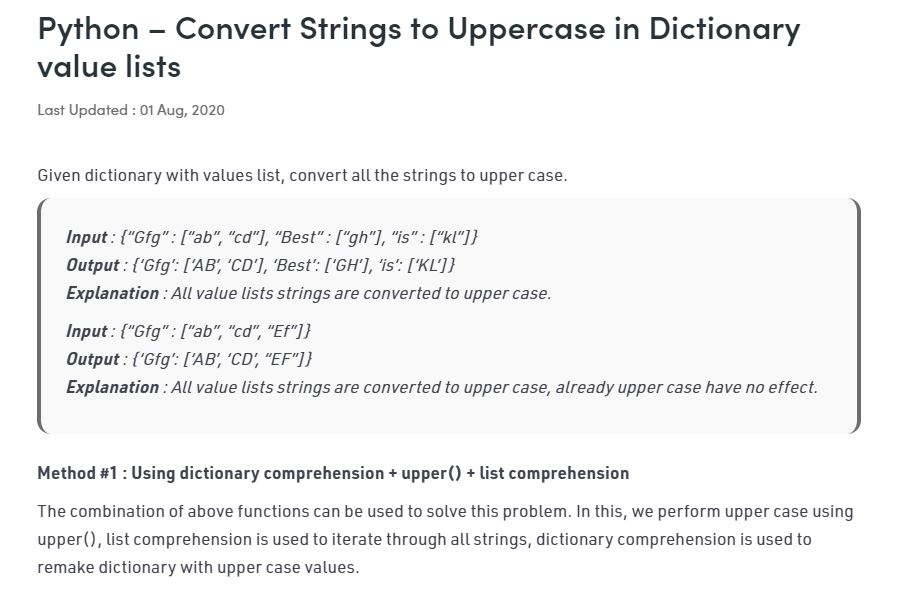 Python – Convert Strings to Uppercase in Dictionary
value lists
Last Updated : 01 Aug, 2020
Given dictionary with values list, convert all the strings to upper case.
Input : {“Gfg” : [“ab”, “cd”], “Best” : [“gh”], “is” : [“kl”]}
Output : {‘Gfg’: [‘AB’, ‘CD’], ‘Best’: [‘GH’], ‘is’: [‘KL’]}
Explanation : All value lists strings are converted to upper case.
Input : {“Gfg” : [“ab”, “cd”, “Ef”]}
Output : {‘Gfg’: [‘AB’, ‘CD’, “EF”]}
Explanation : All value lists strings are converted to upper case, already upper case have no effect.
Method #1 : Using dictionary comprehension + upper() + list comprehension
The combination of above functions can be used to solve this problem. In this, we perform upper case using
upper(), list comprehension is used to iterate through all strings, dictionary comprehension is used to
remake dictionary with upper case values.